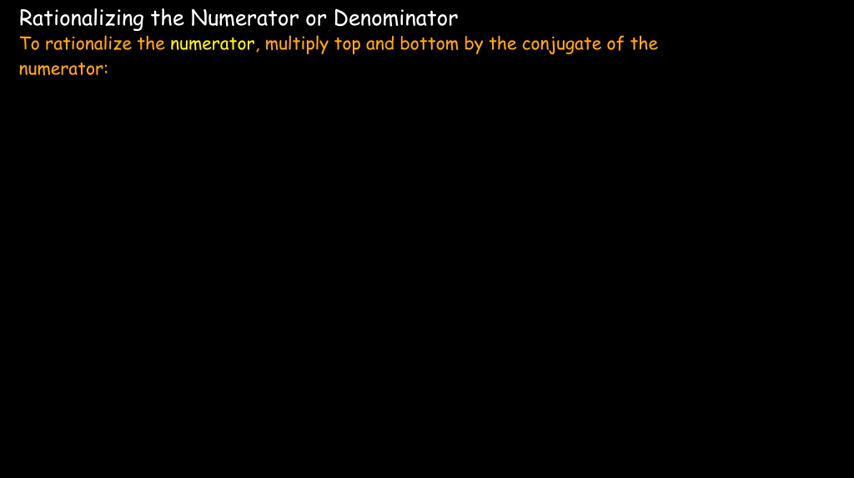 Rationalizing the Numerator or Denominator
To rationalize the numerator, multiply top and bottom by the conjugate of the
numerator: